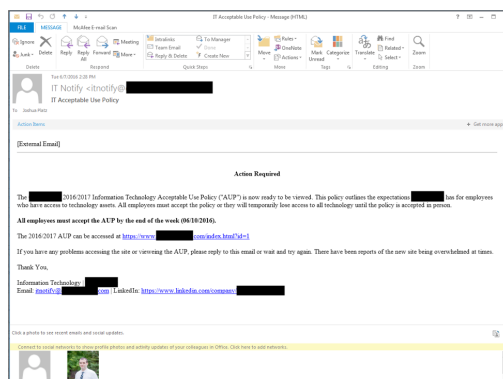 IT Acceptable Use Policy - Message (HTML)
FILE MESSAGE McAfee E-mail Scan
Ignore
Junk
Delete
Reply
Reply All
Forward
Meeting
More
Intralinks
Team Email
Reply & Delete
To Manager
Done
Create New
Move
Rules
OneNote
Actions
Mark Unread
Categorize
Translate
Find
Related
Select
Zoom
Delete Respond Quick Steps Move Tags Editing Zoom
Tue 6/7/2016 3:38 PM
IT Notify <itnotify@
IT Acceptable Use Policy
To Joshua Platz
Action Items + Get more app
[External Email]
Action Required
The 2016/2017 Information Technology Acceptable Use Policy ("AUP") is now ready to be viewed. This policy outlines the expectations has for employees
who have access to technology assets. All employees must accept the policy or they will temporarily lose access to all technology until the policy is accepted in person.
All employees must accept the AUP by the end of the week (06/10/2016).
The 2016/2017 AUP can be accessed at https://www. com/index.html?id=1
If you have any problems accessing the site or viewing the AUP, please reply to this email or wait and try again. There have been reports of the new site being overwhelmed at times.
Thank You,
Information Technology |
Email: itnotify@ com | LinkedIn: https://www.linkedin.com/company/
Click a photo to see recent emails and social updates.
Connect to social networks to show profile photos and activity updates of your colleagues in Office. Click here to add networks.